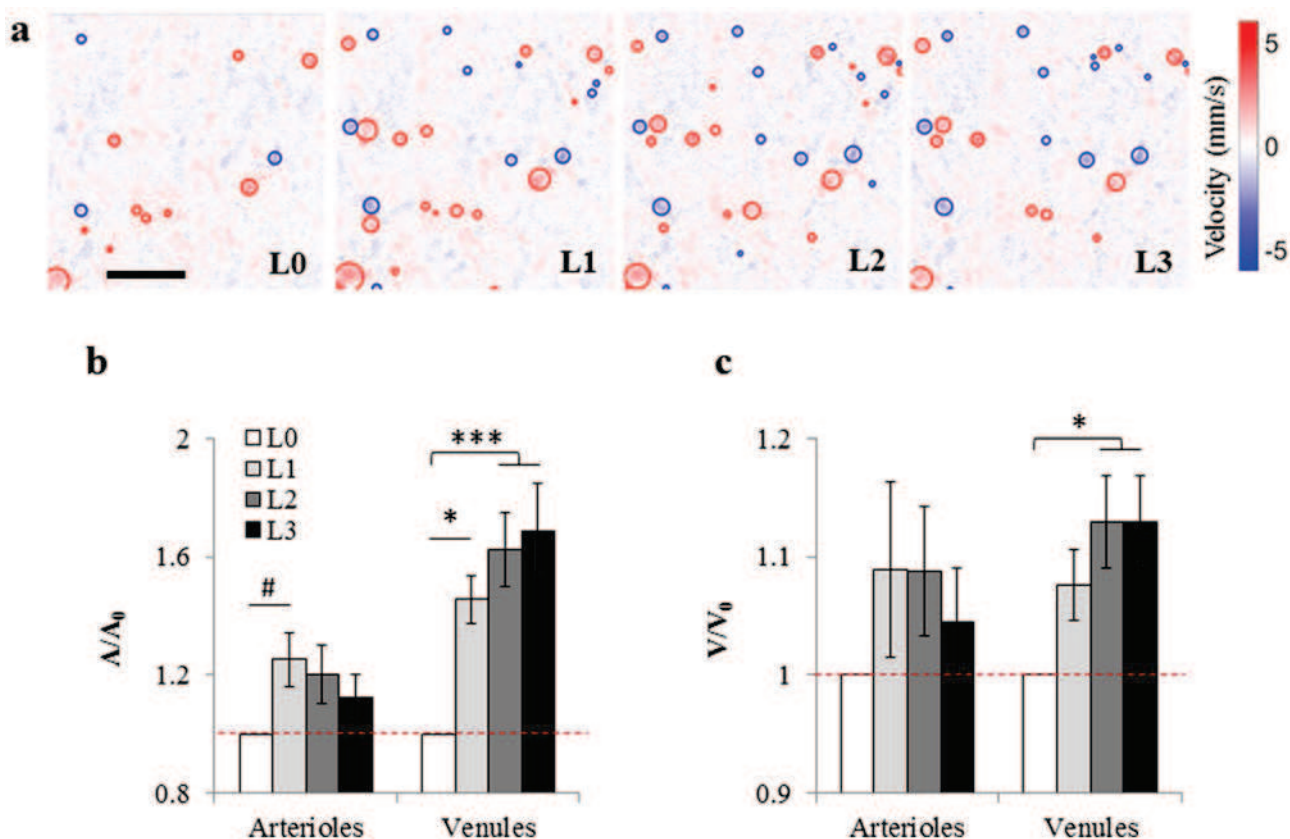 a
L0
L1
L2
L3
5
0
-5
Velocity (mm/s)
b
2
1.6
1.2
0.8
A/A0
L0
L1
L2
L3
#
*
***
Arterioles
Venules
c
1.2
1.1
1
0.9
V/V0
*
Arterioles
Venules